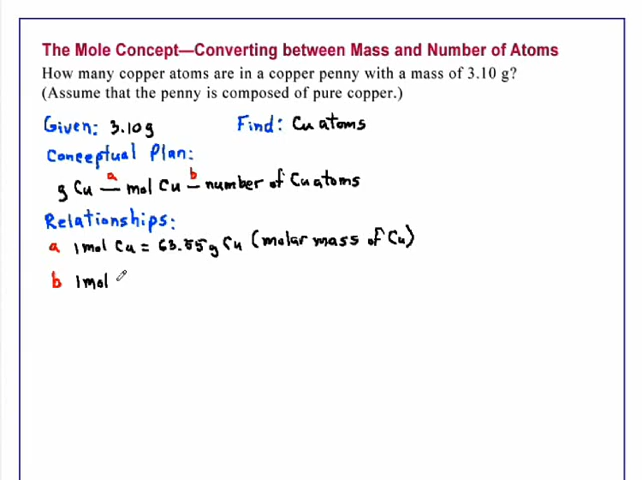 The Mole Concept—Converting between Mass and Number of Atoms
How many copper atoms are in a copper penny with a mass of 3.10 g?
(Assume that the penny is composed of pure copper.)
Given: 3.10g Find: Cu atoms
Conceptual Plan:
a b
g Cu — mol Cu — number of Cu atoms
Relationships:
a 1mol Cu = 63.55g Cu (molar mass of Cu)
b 1mol